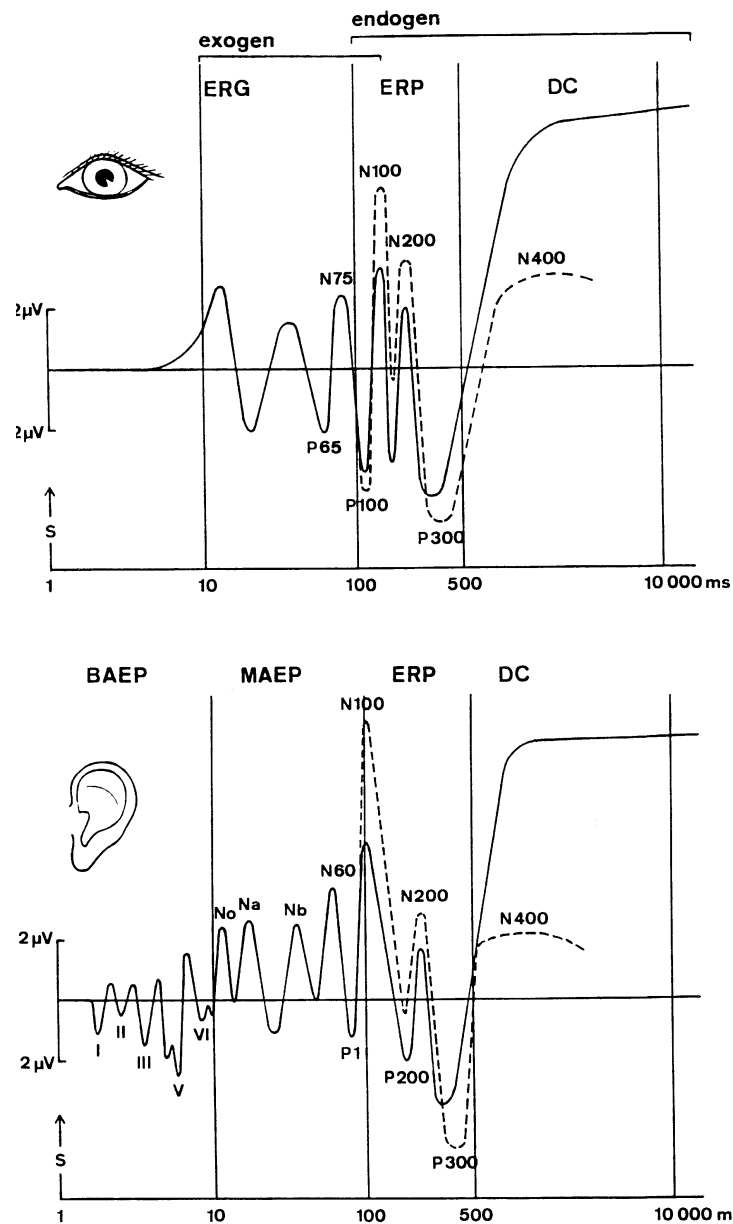 endogen
exogen
ERG ERP DC
N100
N200
N400
N75
2µV
2µV
P65
P100
P300
S
1 10 100 500 10 000 ms
BAEP MAEP ERP DC
N100
N60
N200
No Na Nb
N400
2µV
2µV
I II III V VI
P1
P200
P300
S
1 10 100 500 10 000 m